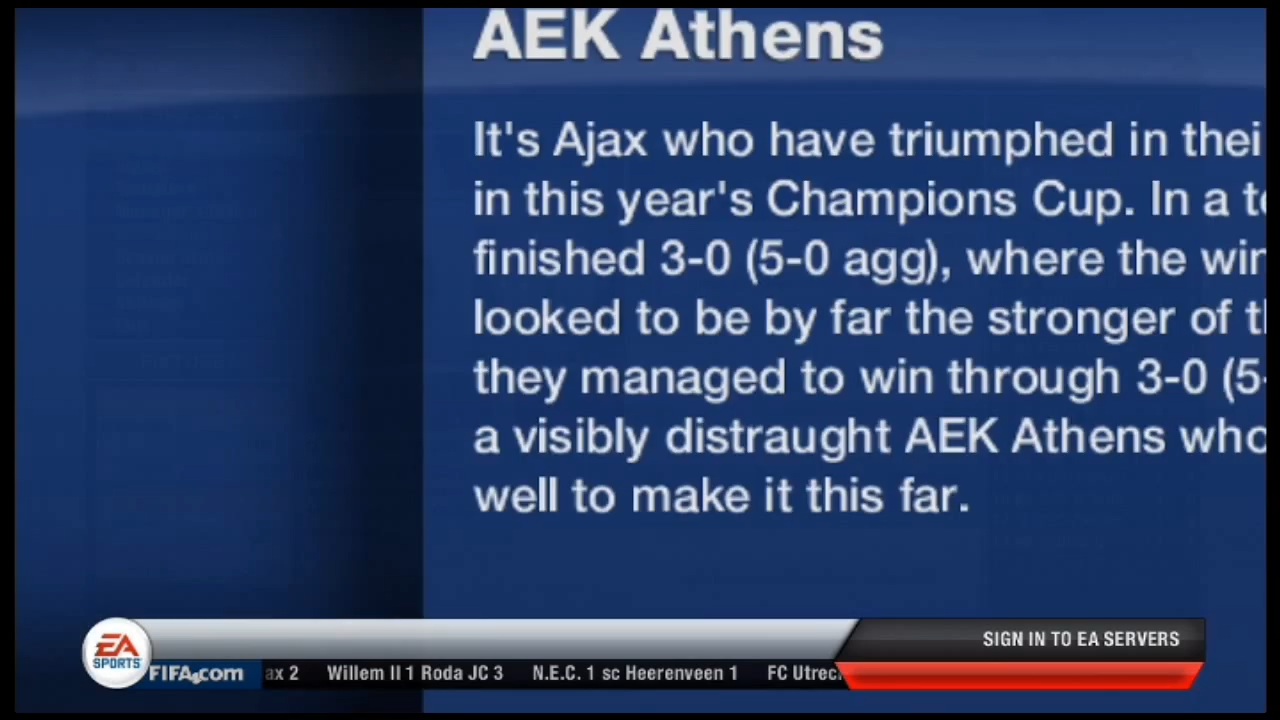 AEK Athens
It's Ajax who have triumphed in thei
in this year's Champions Cup. In a t
finished 3-0 (5-0 agg), where the win
looked to be by far the stronger of t
they managed to win through 3-0 (5-
a visibly distraught AEK Athens who
well to make it this far.
SIGN IN TO EA SERVERS
EA SPORTS
FIFA.com ax 2 Willem II 1 Roda JC 3 N.E.C. 1 sc Heerenveen 1 FC Utrec